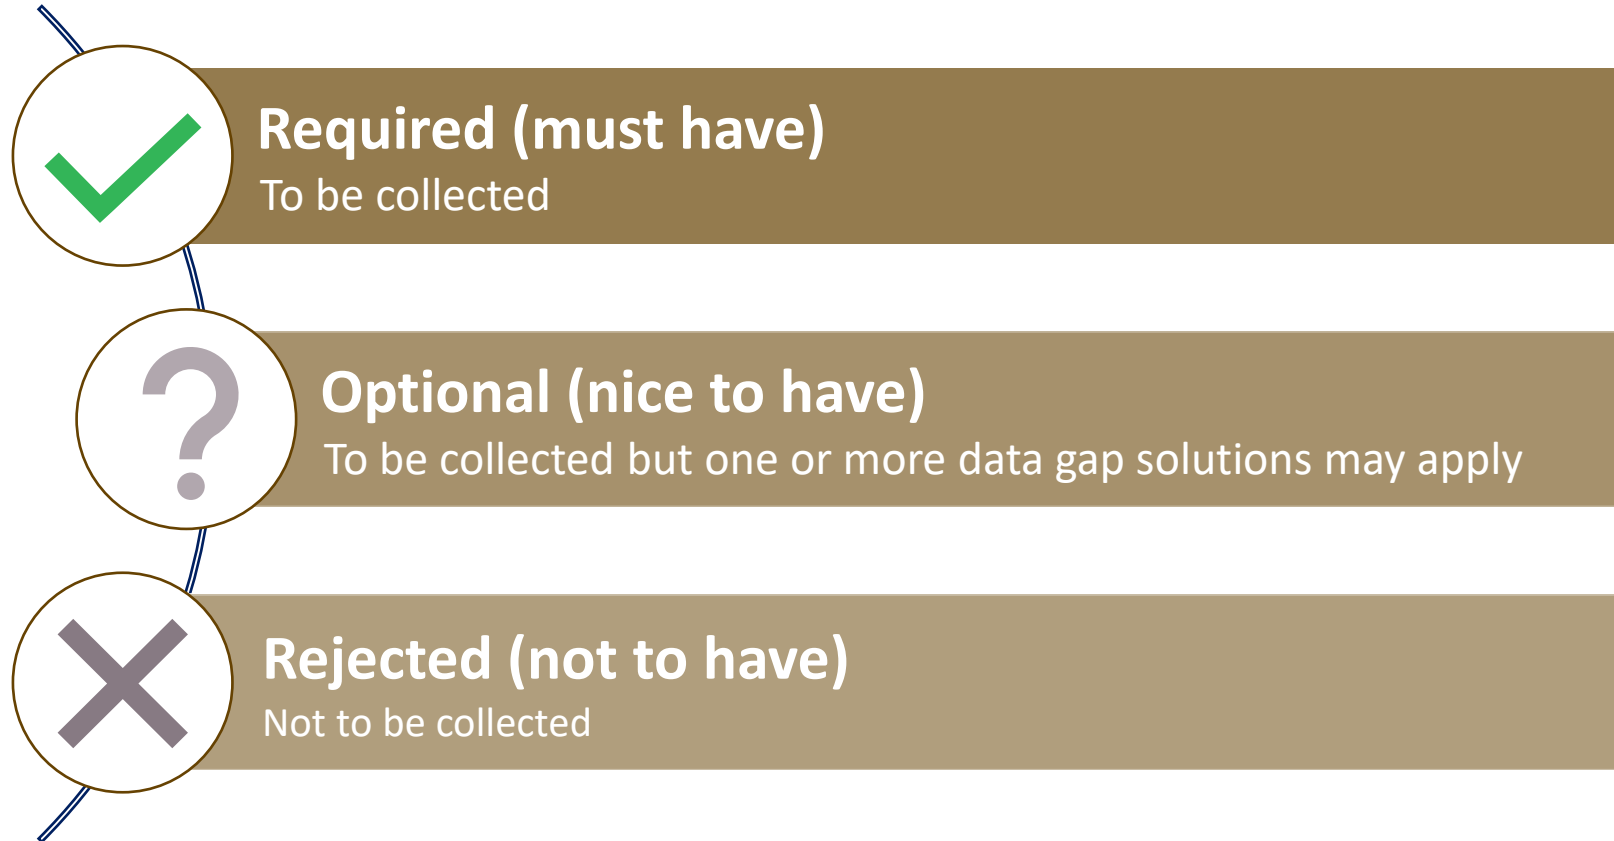 Required (must have)
To be collected
Optional (nice to have)
To be collected but one or more data gap solutions may apply
Rejected (not to have)
Not to be collected